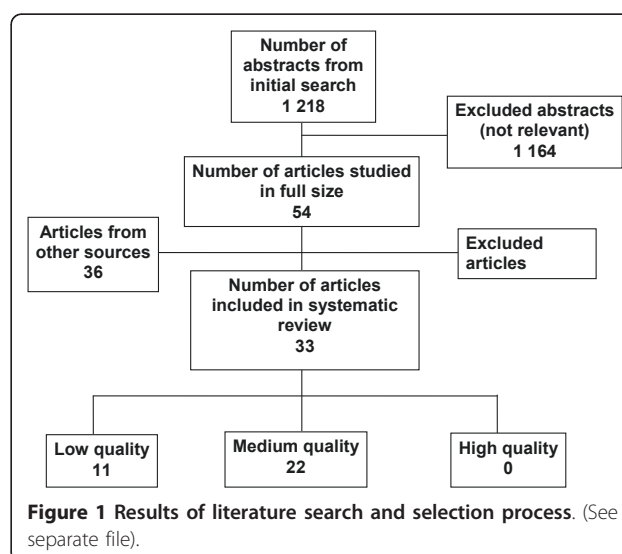 Number of
abstracts from
initial search
1 218
Excluded abstracts
(not relevant)
1 164
Number of articles studied
in full size
54
Articles from
other sources
36
Excluded
articles
Number of articles
included in systematic
review
33
Low quality
11
Medium quality
22
High quality
0
Figure 1 Results of literature search and selection process. (See
separate file).